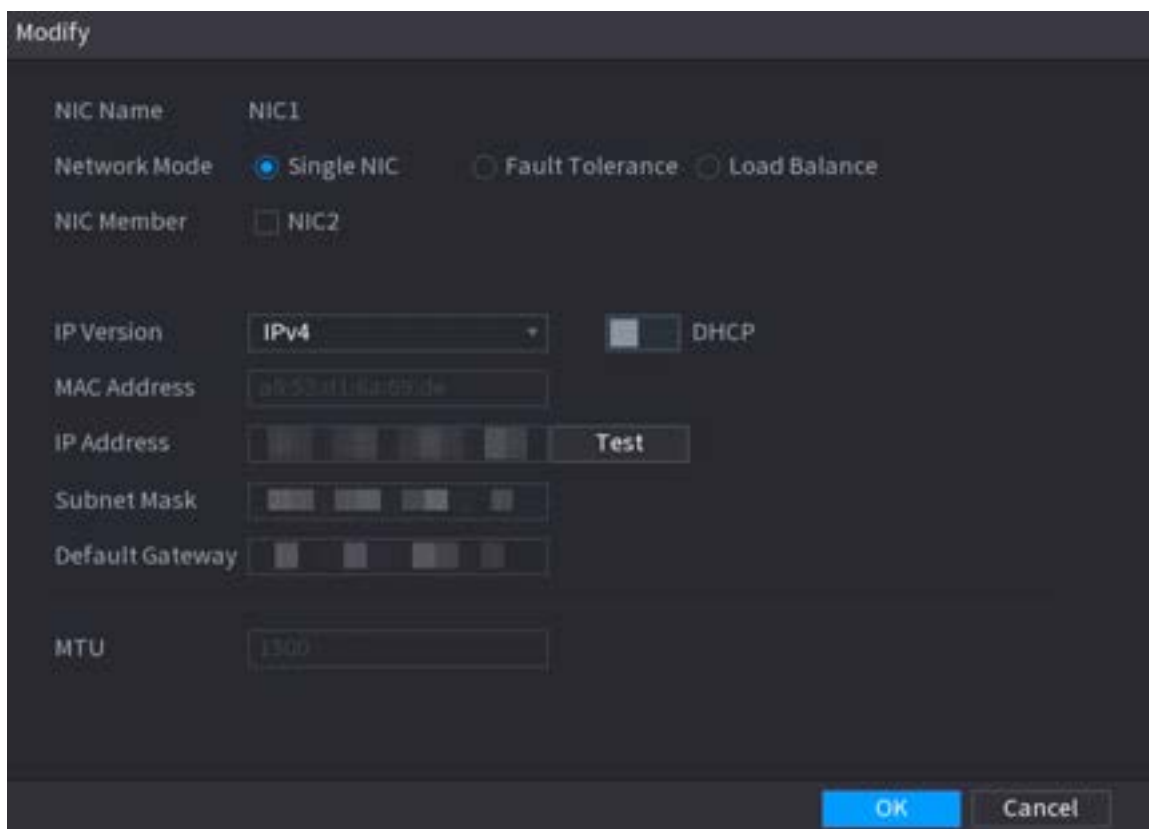 Modify
NIC Name NIC1
Network Mode Single NIC Fault Tolerance Load Balance
NIC Member NIC2
IP Version IPv4 DHCP
MAC Address
IP Address Test
Subnet Mask
Default Gateway
MTU 1500
OK Cancel